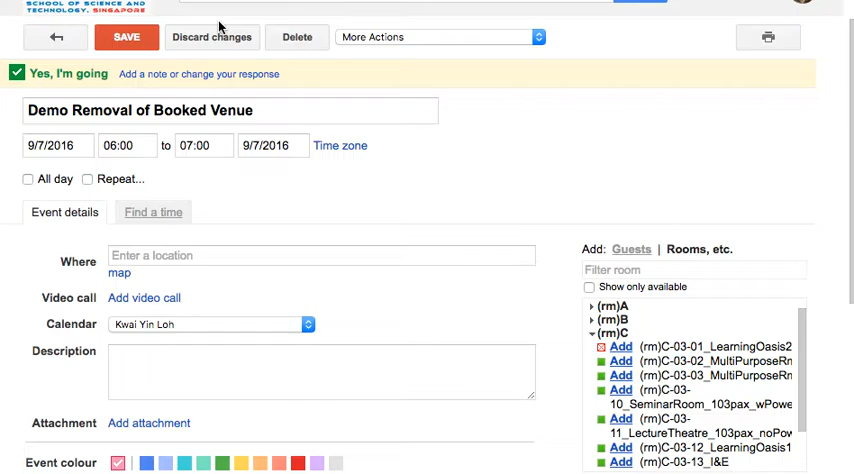 SCHOOL OF SCIENCE AND
TECHNOLOGY, SINGAPORE
SAVE Discard changes Delete More Actions
Yes, I'm going Add a note or change your response
Demo Removal of Booked Venue
9/7/2016 06:00 to 07:00 9/7/2016 Time zone
All day Repeat...
Event details Find a time
Add: Guests | Rooms, etc.
Where Enter a location
map
Filter room
Show only available
Video call Add video call
Calendar Kwai Yin Loh
Description
Attachment Add attachment
Event colour
(rm)A
(rm)B
(rm)C
Add (rm)C-03-01_LearningOasis2
Add (rm)C-03-02_MultiPurposeRm
Add (rm)C-03-03_MultiPurposeRm
Add (rm)C-03-
10_SeminarRoom_103pax_wPowe
Add (rm)C-03-
11_LectureTheatre_103pax_noPow
Add (rm)C-03-12_LearningOasis1
Add (rm)C-03-13_I&E